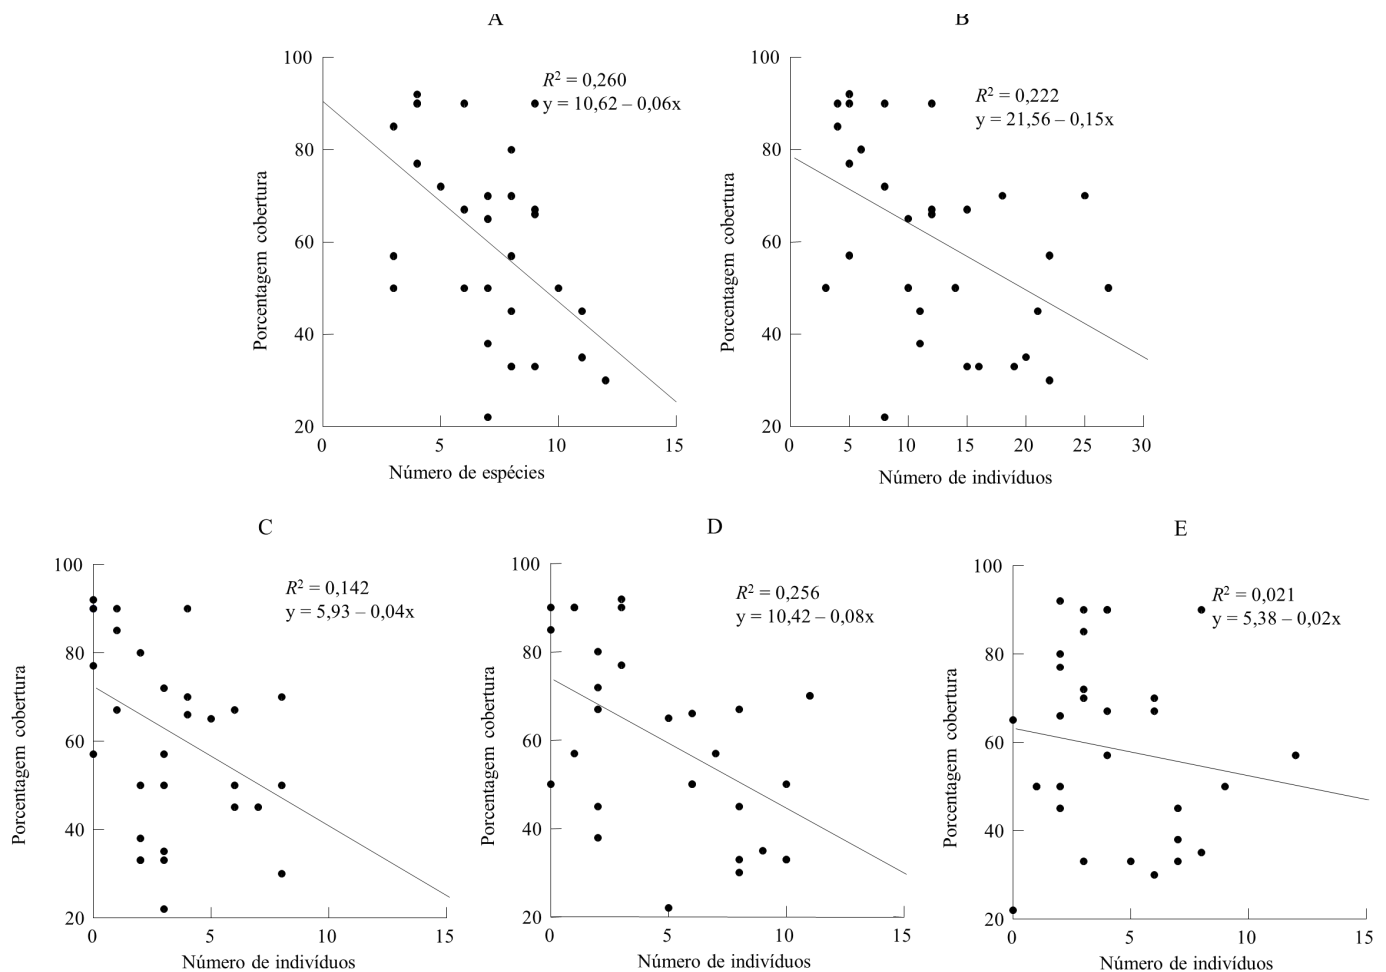 A
B
100
80
60
40
20
0
5
10
15
Porcentagem cobertura
Número de espécies
R² = 0,260
y = 10,62 – 0,06x
100
80
60
40
20
0
5
10
15
20
25
30
Porcentagem cobertura
Número de indivíduos
R² = 0,222
y = 21,56 – 0,15x
C
D
E
100
80
60
40
20
0
5
10
15
Porcentagem cobertura
Número de indivíduos
R² = 0,142
y = 5,93 – 0,04x
100
80
60
40
20
0
5
10
15
Porcentagem cobertura
Número de indivíduos
R² = 0,256
y = 10,42 – 0,08x
100
80
60
40
20
0
5
10
15
Porcentagem cobertura
Número de indivíduos
R² = 0,021
y = 5,38 – 0,02x